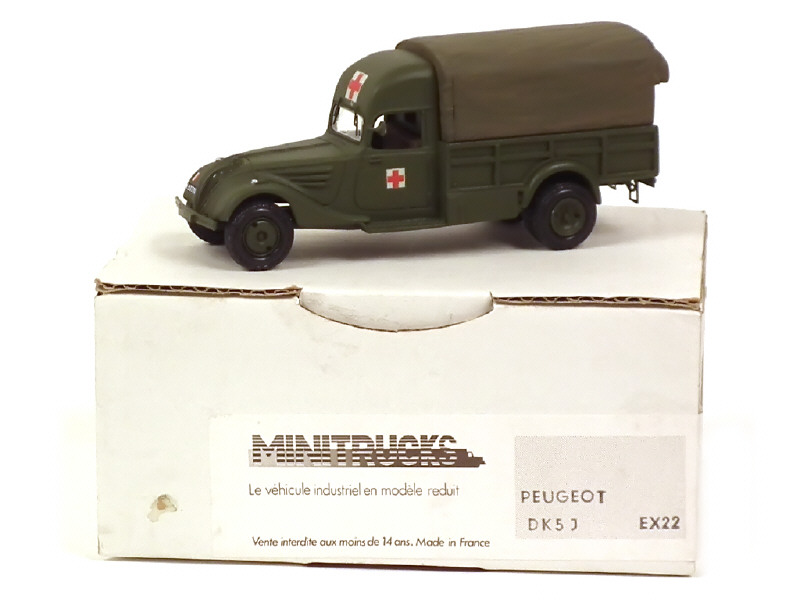 MINITRUCKS
Le véhicule industriel en modèle reduit
Vente interdite aux moins de 14 ans. Made in France
PEUGEOT
DK5J EX22